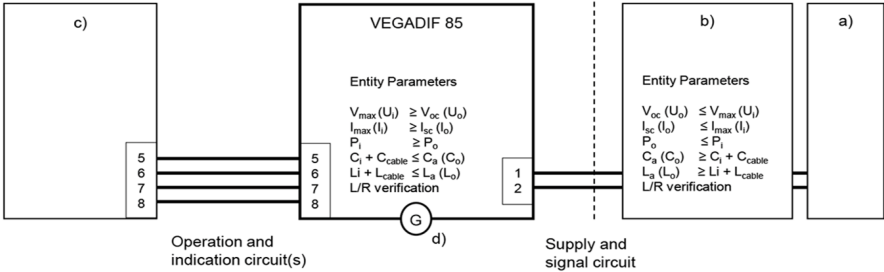 c)
VEGADIF 85
b)
a)
Entity Parameters
Vmax (Ui) ≥ Voc (Uo)
Imax (Ii) ≥ Isc (Io)
Pi ≥ Po
Ci + Ccable ≤ Ca (Co)
Li + Lcable ≤ La (Lo)
L/R verification
Entity Parameters
Voc (Uo) ≤ Vmax (Ui)
Isc (Io) ≤ Imax (Ii)
Po ≤ Pi
Ca (Co) ≥ Ci + Ccable
La (Lo) ≥ Li + Lcable
L/R verification
5
6
7
8
5
6
7
8
1
2
G
d)
Operation and
indication circuit(s)
Supply and
signal circuit